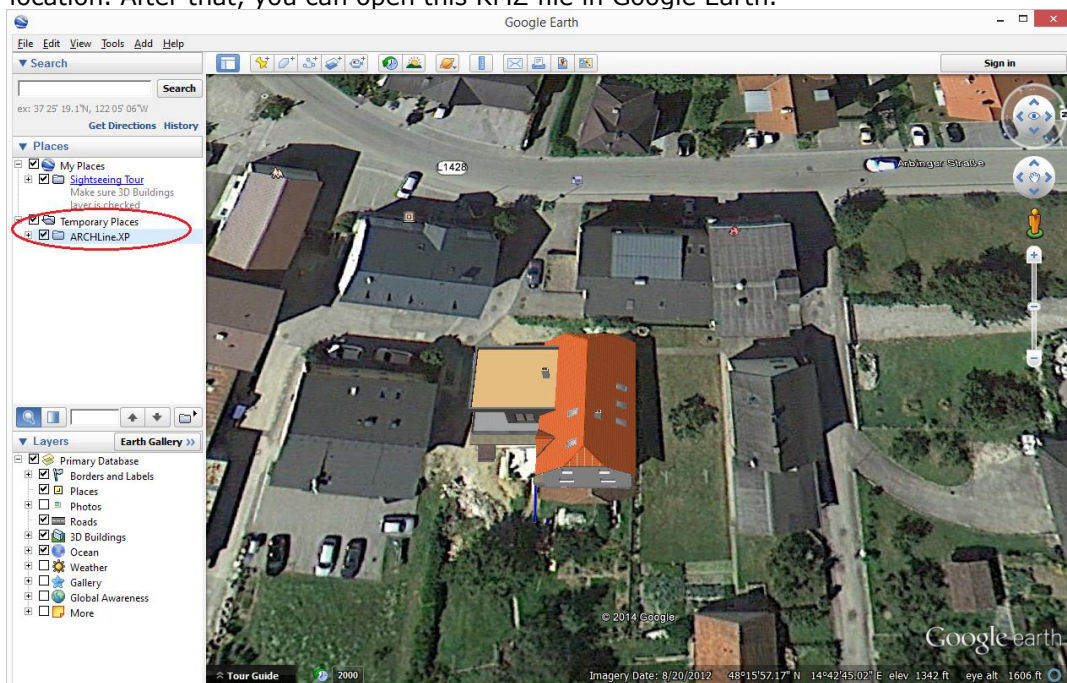 location. After that, you can open this KMZ file in Google Earth.
Google Earth
File Edit View Tools Add Help
▼ Search
Search
ex: 37 25' 19.1"N, 122 05' 06"W
Get Directions History
▼ Places
My Places
Sightseeing Tour
Make sure 3D Buildings
layer is checked
Temporary Places
ARCHLine.XP
▼ Layers
Earth Gallery >>
Primary Database
Borders and Labels
Places
Photos
Roads
3D Buildings
Ocean
Weather
Gallery
Global Awareness
More
Sign in
L1428
Arbinger Straße
N
© 2014 Google
Google earth
Tour Guide
2000
Imagery Date: 8/20/2012 48°15'57.17" N 14°42'45.02" E elev 1342 ft eye alt 1606 ft